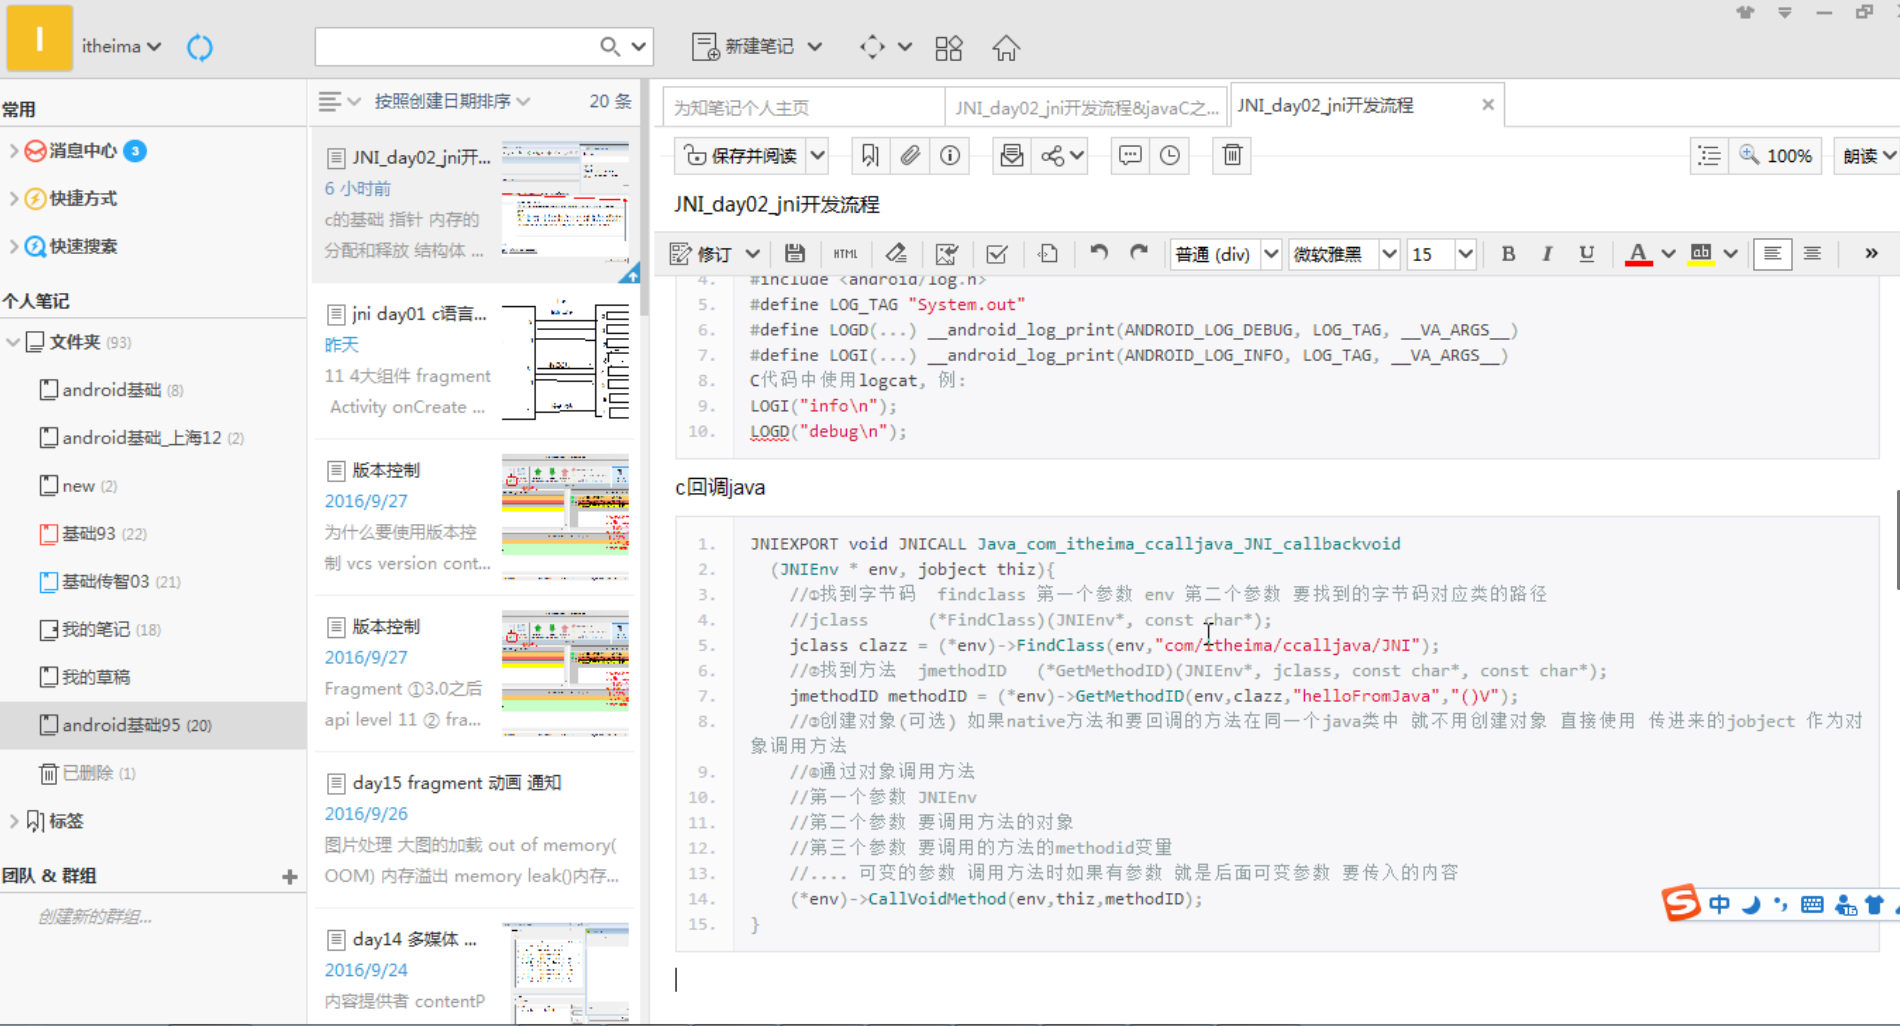 I
itheima
新建笔记
常用
消息中心 3
快捷方式
快速搜索
个人笔记
文件夹 (93)
android基础 (8)
android基础_上海12 (2)
new (2)
基础93 (22)
基础传智03 (21)
我的笔记 (18)
我的草稿
android基础95 (20)
已删除 (1)
标签
团队 & 群组
创建新的群组...
按照创建日期排序 20 条
JNI_day02_jni开...
6 小时前
c的基础 指针 内存的
分配和释放 结构体 ...
jni day01 c语言...
昨天
11 4大组件 fragment
Activity onCreate ...
版本控制
2016/9/27
为什么要使用版本控
制 vcs version cont...
版本控制
2016/9/27
Fragment ①3.0之后
api level 11 ② fra...
day15 fragment 动画 通知
2016/9/26
图片处理 大图的加载 out of memory(
OOM) 内存溢出 memory leak()内存...
day14 多媒体 ...
2016/9/24
内容提供者 contentP
为知笔记个人主页
JNI_day02_jni开发流程&javaC之...
JNI_day02_jni开发流程
保存并阅读
100%
朗读
JNI_day02_jni开发流程
修订 HTML 普通 (div) 微软雅黑 15 B I U A ab »
4. #include <android/log.h>
5. #define LOG_TAG "System.out"
6. #define LOGD(...) __android_log_print(ANDROID_LOG_DEBUG, LOG_TAG, __VA_ARGS__)
7. #define LOGI(...) __android_log_print(ANDROID_LOG_INFO, LOG_TAG, __VA_ARGS__)
8. C代码中使用logcat, 例:
9. LOGI("info\n");
10. LOGD("debug\n");
c回调java
1. JNIEXPORT void JNICALL Java_com_itheima_ccalljava_JNI_callbackvoid
2. (JNIEnv * env, jobject thiz){
3. //①找到字节码 findclass 第一个参数 env 第二个参数 要找到的字节码对应类的路径
4. //jclass (*FindClass)(JNIEnv*, const char*);
5. jclass clazz = (*env)->FindClass(env,"com/itheima/ccalljava/JNI");
6. //②找到方法 jmethodID (*GetMethodID)(JNIEnv*, jclass, const char*, const char*);
7. jmethodID methodID = (*env)->GetMethodID(env,clazz,"helloFromJava","()V");
8. //③创建对象(可选) 如果native方法和要回调的方法在同一个java类中 就不用创建对象 直接使用 传进来的jobject 作为对
象调用方法
9. //④通过对象调用方法
10. //第一个参数 JNIEnv
11. //第二个参数 要调用方法的对象
12. //第三个参数 要调用的方法的methodid变量
13. //.... 可变的参数 调用方法时如果有参数 就是后面可变参数 要传入的内容
14. (*env)->CallVoidMethod(env,thiz,methodID);
15. }
S 中